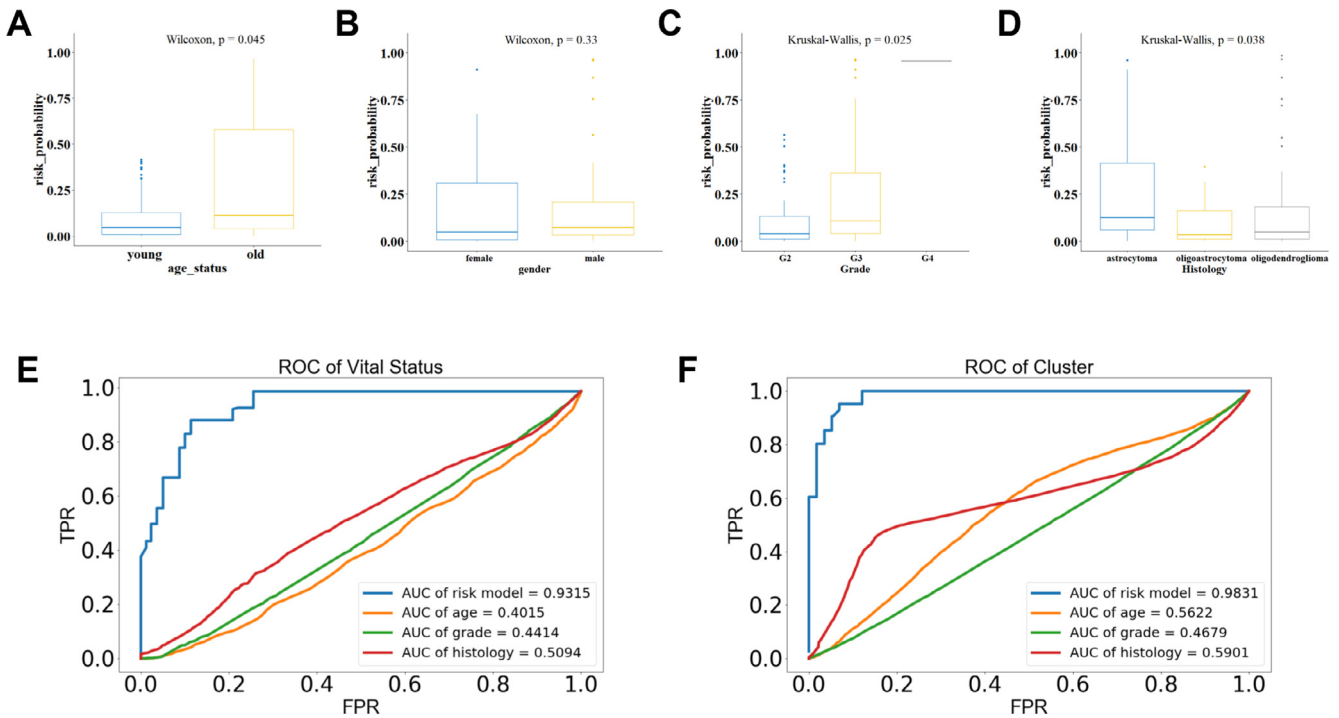 A
Wilcoxon, p = 0.045
1.00
0.75
0.50
0.25
0.00
risk_probability
young old
age_status
B
Wilcoxon, p = 0.33
1.00
0.75
0.50
0.25
0.00
risk_probability
female male
gender
C
Kruskal-Wallis, p = 0.025
1.00
0.75
0.50
0.25
0.00
risk_probability
G2 G3 G4
Grade
D
Kruskal-Wallis, p = 0.038
1.00
0.75
0.50
0.25
0.00
risk_probability
astrocytoma oligoastrocytoma oligodendroglioma
Histology
E
ROC of Vital Status
1.0
0.8
0.6
0.4
0.2
0.0
TPR
AUC of risk model = 0.9315
AUC of age = 0.4015
AUC of grade = 0.4414
AUC of histology = 0.5094
0.0 0.2 0.4 0.6 0.8 1.0
FPR
F
ROC of Cluster
1.0
0.8
0.6
0.4
0.2
0.0
TPR
AUC of risk model = 0.9831
AUC of age = 0.5622
AUC of grade = 0.4679
AUC of histology = 0.5901
0.0 0.2 0.4 0.6 0.8 1.0
FPR